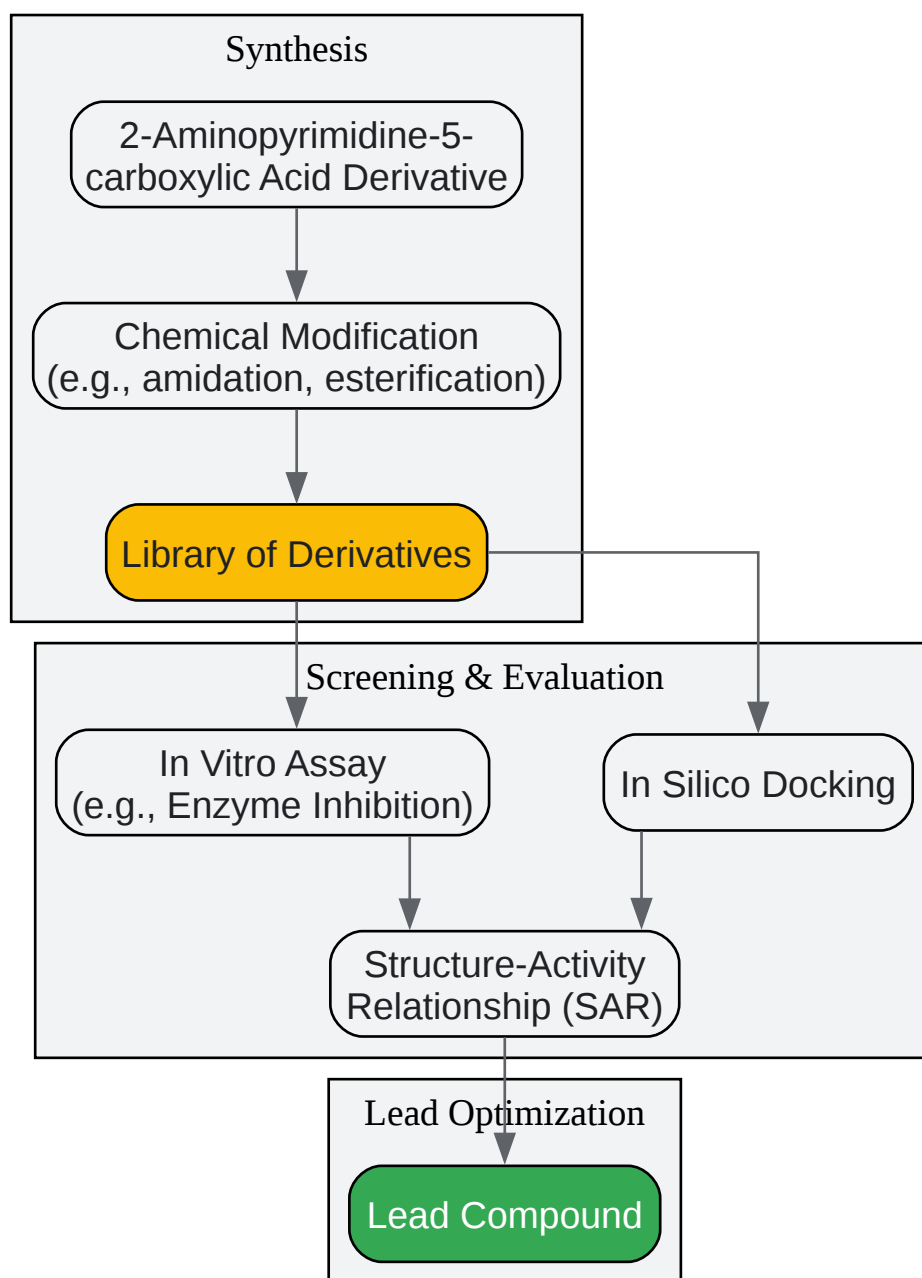 Synthesis
2-Aminopyrimidine-5-
carboxylic Acid Derivative
Chemical Modification
(e.g., amidation, esterification)
Library of Derivatives
Screening & Evaluation
In Vitro Assay
(e.g., Enzyme Inhibition)
In Silico Docking
Structure-Activity
Relationship (SAR)
Lead Optimization
Lead Compound